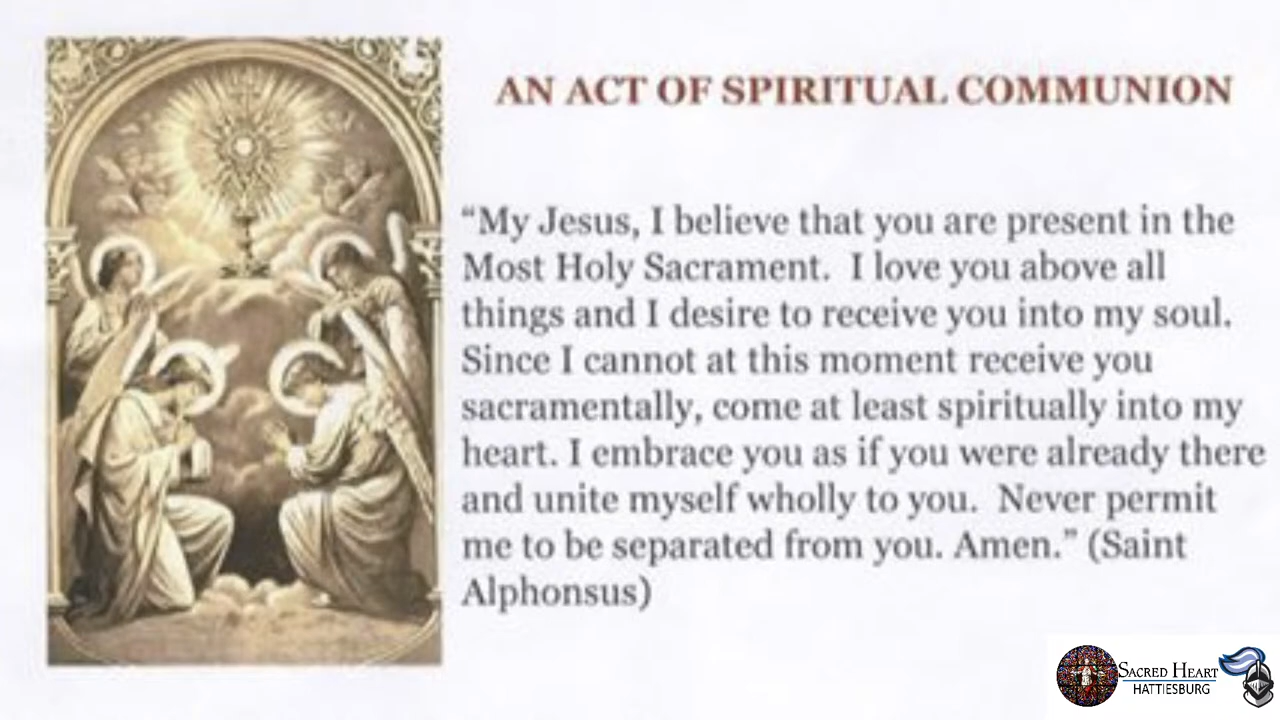 AN ACT OF SPIRITUAL COMMUNION
“My Jesus, I believe that you are present in the
Most Holy Sacrament.  I love you above all
things and I desire to receive you into my soul.
Since I cannot at this moment receive you
sacramentally, come at least spiritually into my
heart. I embrace you as if you were already there
and unite myself wholly to you.  Never permit
me to be separated from you. Amen.” (Saint
Alphonsus)
SACRED HEART
HATTIESBURG